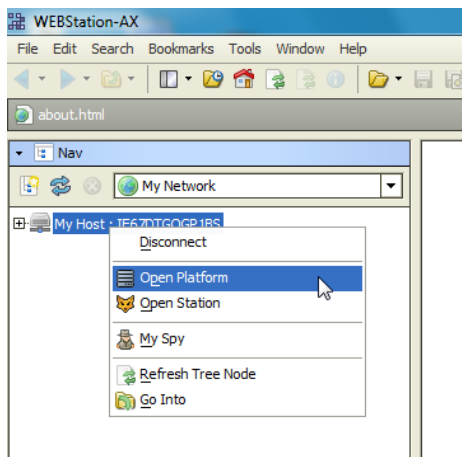 WEBStation-AX
File Edit Search Bookmarks Tools Window Help
about.html
Nav
My Network
My Host : JE67DTGQGP1BS
Disconnect
Open Platform
Open Station
My Spy
Refresh Tree Node
Go Into